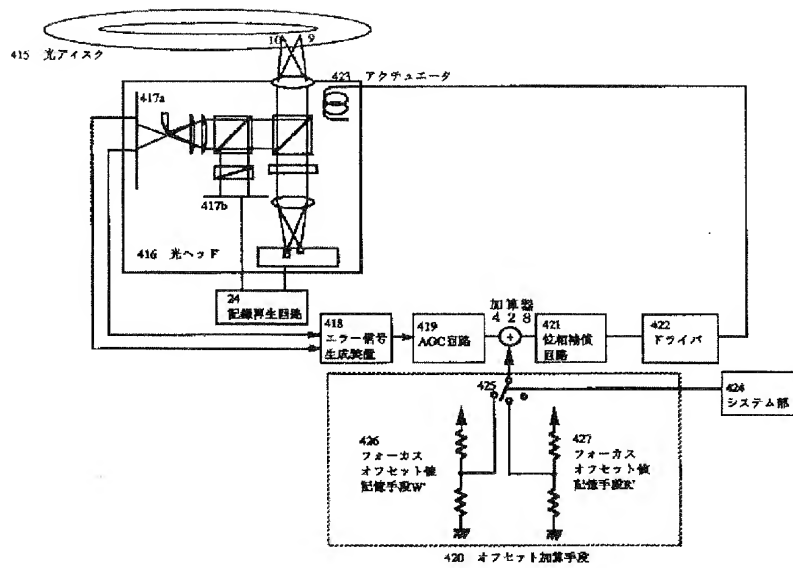 10 9
415 光ディスク
423 アクチュエータ
417a
417b
416 光ヘッド
24
記録再生回路
418
エラー信号
生成装置
419
AGC回路
加算器
428
+
421
位相補償
回路
422
ドライバ
425
424
システム部
426
フォーカス
オフセット値
記憶手段W'
427
フォーカス
オフセット値
記憶手段R'
420 オフセット加算手段